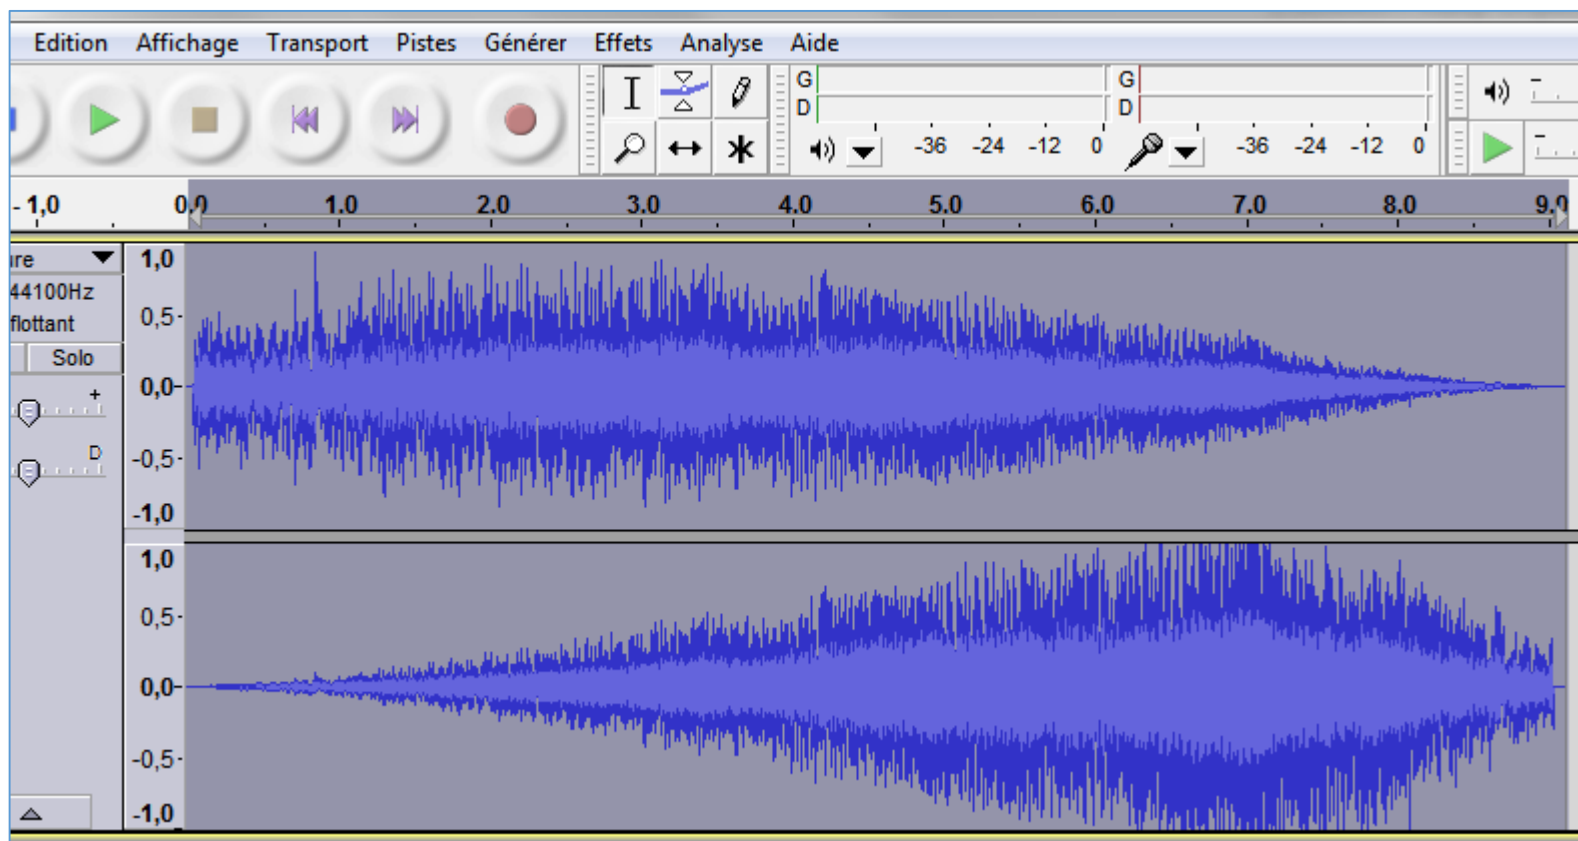 Edition Affichage Transport Pistes Générer Effets Analyse Aide
G G
D D
-36 -24 -12 0 -36 -24 -12 0
- 1,0 0,0 1.0 2.0 3.0 4.0 5.0 6.0 7.0 8.0 9.0
ure 1,0
44100Hz
flottant 0,5-
Solo
0,0-
+
D
-0,5-
-1,0
1,0
0,5-
0,0-
-0,5-
-1,0